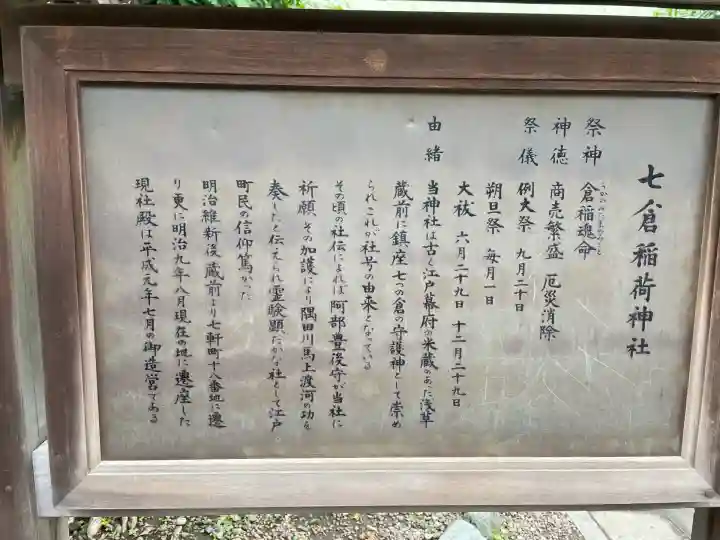 七倉稲荷神社
祭神 倉稲魂命
神徳 商売繁盛 厄災消除
祭儀 例大祭 九月二十日
朔旦祭 毎月一日
大祓 六月二十九日 十二月二十九日
由緒 当神社は古く江戸幕府の米蔵のあった浅草
蔵前に鎮座 七つの倉の守護神として崇め
られ これが社号の由来となっている
その頃の社伝によれば 阿部豊後守が当社に
祈願 その加護により隅田川馬上渡河の功を
奏したと伝えられ 霊験顕たかな社として江戸
町民の信仰篤かった
明治維新後 蔵前より七軒町十八番地に遷
り 更に明治九年八月現在の地に遷座した
現社殿は平成元年七月の御造営である